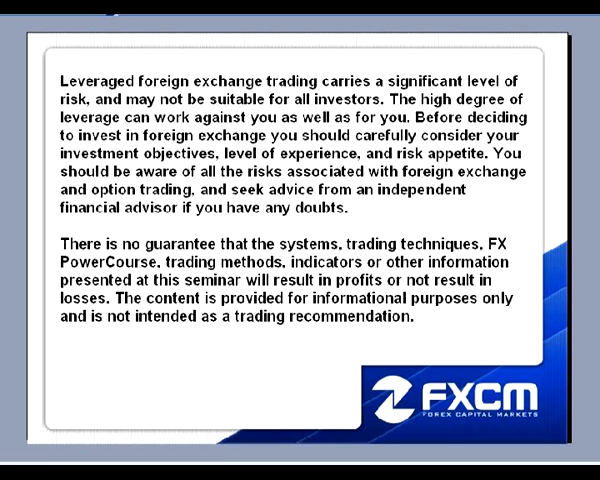 Leveraged foreign exchange trading carries a significant level of
risk, and may not be suitable for all investors. The high degree of
leverage can work against you as well as for you. Before deciding
to invest in foreign exchange you should carefully consider your
investment objectives, level of experience, and risk appetite. You
should be aware of all the risks associated with foreign exchange
and option trading, and seek advice from an independent
financial advisor if you have any doubts.
There is no guarantee that the systems, trading techniques, FX
PowerCourse, trading methods, indicators or other information
presented at this seminar will result in profits or not result in
losses. The content is provided for informational purposes only
and is not intended as a trading recommendation.
FXCM
FOREX CAPITAL MARKETS